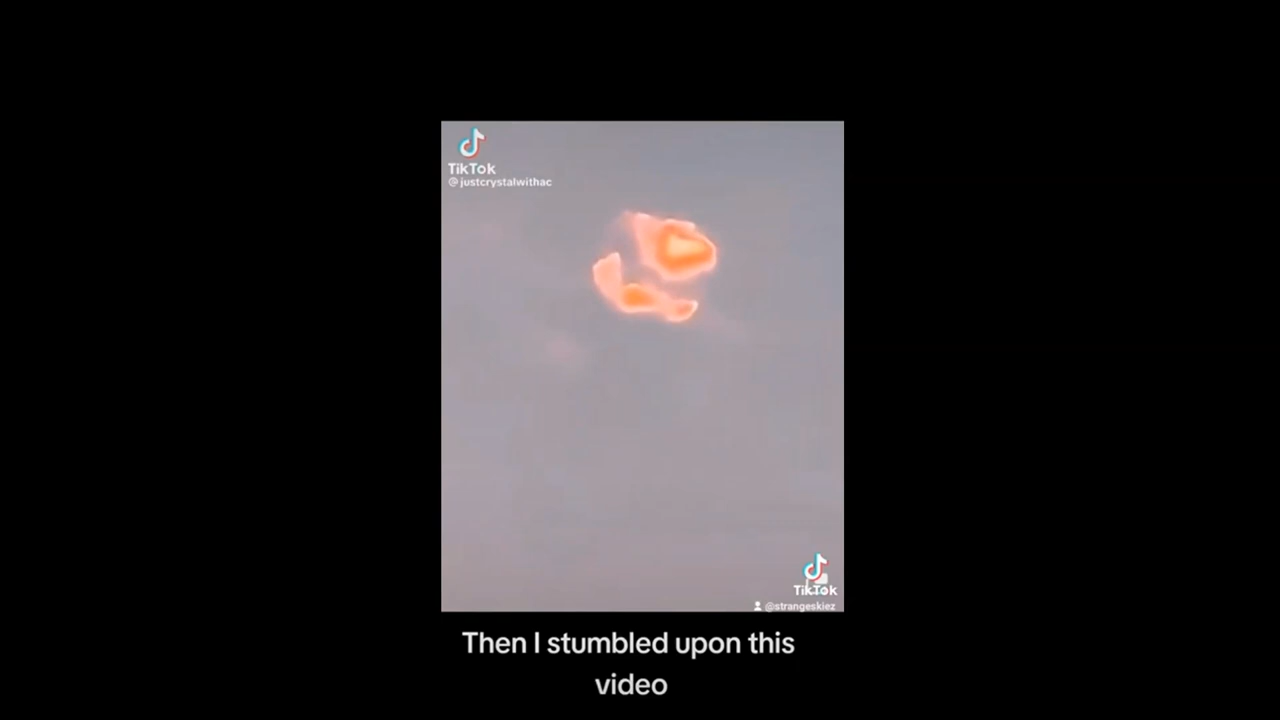 TikTok
@justcrystalwithac
TikTok
@strangeskiez
Then I stumbled upon this
video